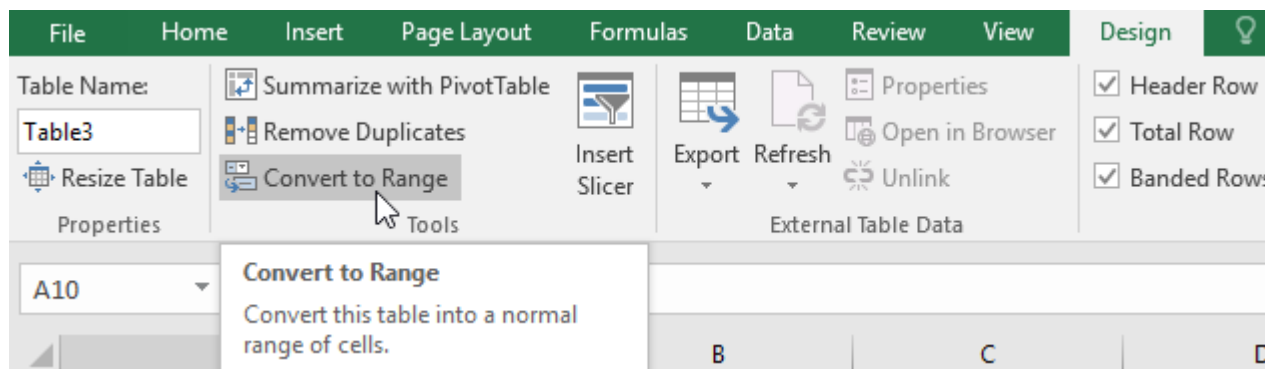 File Home Insert Page Layout Formulas Data Review View Design
Table Name:
Table3
Resize Table
Properties
Summarize with PivotTable
Remove Duplicates
Convert to Range
Insert
Slicer
Tools
Export
Refresh
Properties
Open in Browser
Unlink
External Table Data
Header Row
Total Row
Banded Rows
A10
Convert to Range
Convert this table into a normal
range of cells.
B C D